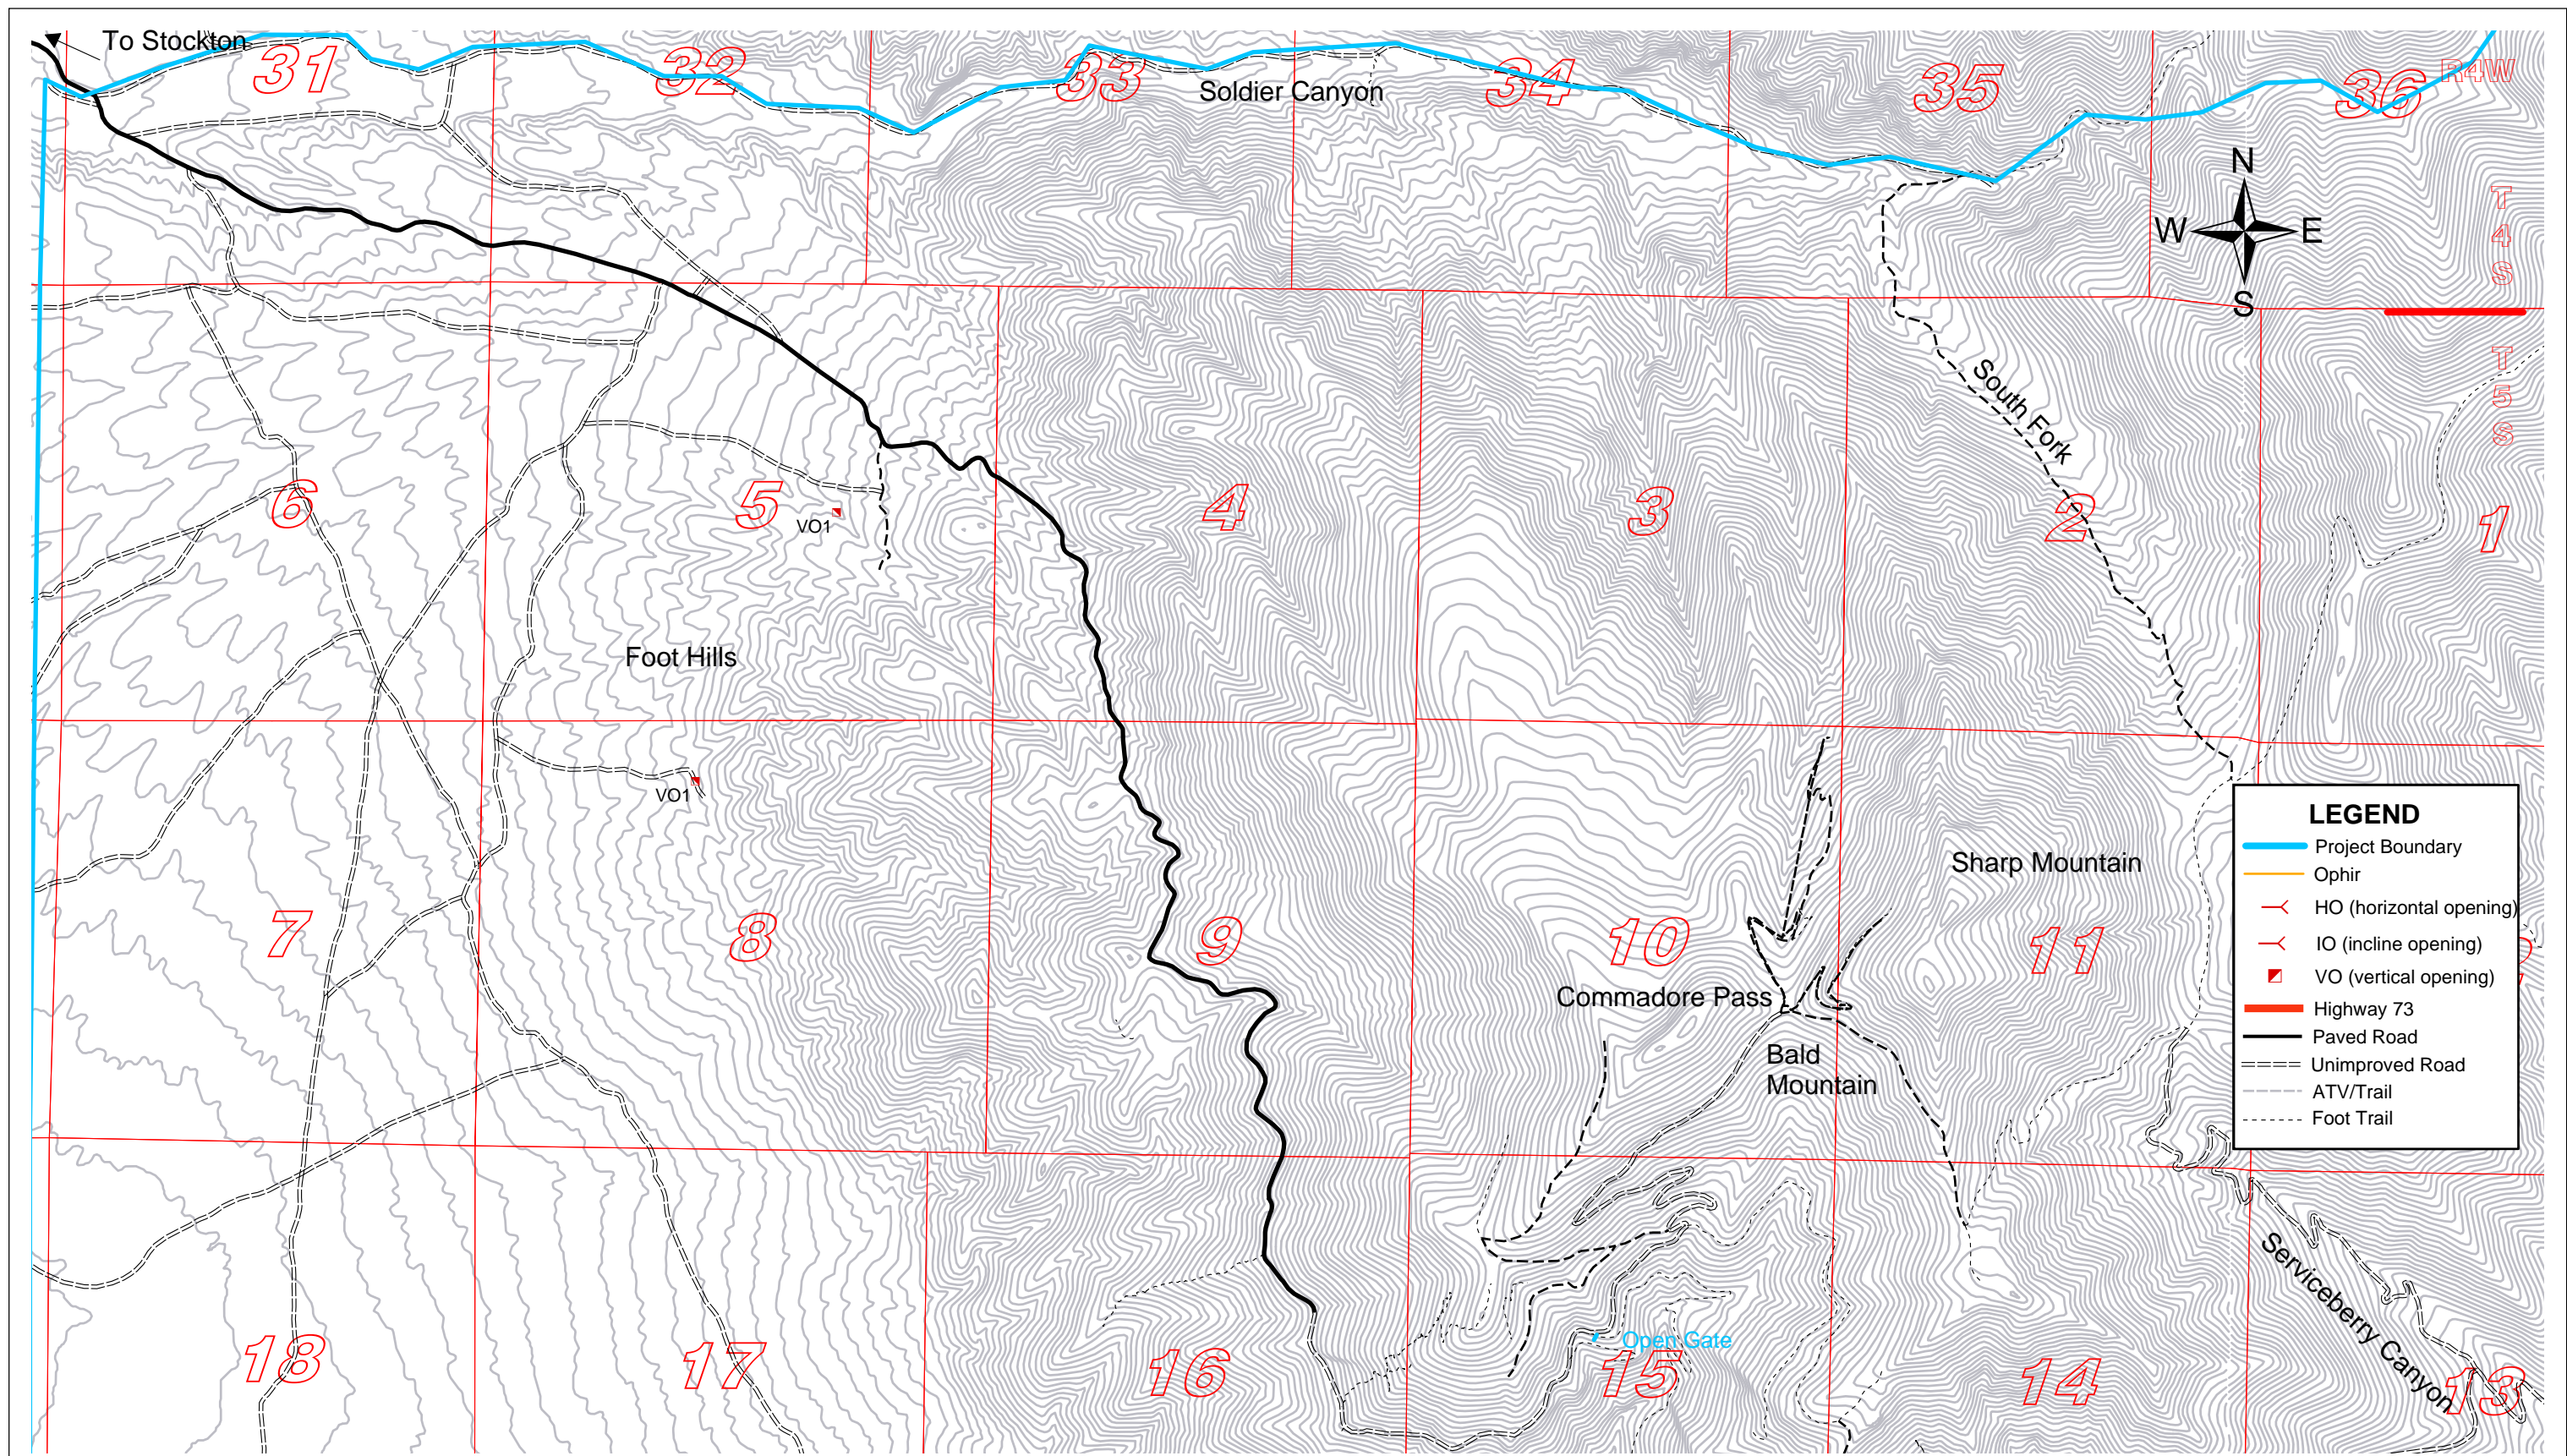 To Stockton
31
32
33
Soldier Canyon
34
35
36
R4W
N
W
E
S
T4S
T5S
South Fork
6
5
VO1
4
3
2
1
Foot Hills
VO1
7
8
9
10
Sharp Mountain
11
Commadore Pass
Bald
Mountain
LEGEND
Project Boundary
Ophir
HO (horizontal opening)
IO (incline opening)
VO (vertical opening)
Highway 73
Paved Road
Unimproved Road
ATV/Trail
Foot Trail
Serviceberry Canyon
18
17
16
Open Gate
15
14
13